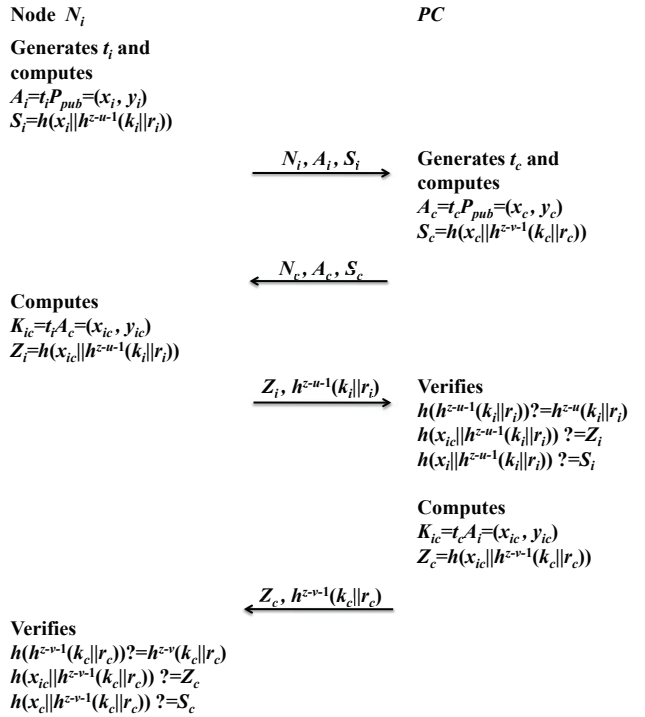 Node N_i PC
Generates t_i and
computes
A_i=t_iP_pub=(x_i, y_i)
S_i=h(x_i||h^{z-u-1}(k_i||r_i))
N_i, A_i, S_i
Generates t_c and
computes
A_c=t_cP_pub=(x_c, y_c)
S_c=h(x_c||h^{z-v-1}(k_c||r_c))
N_c, A_c, S_c
Computes
K_ic=t_iA_c=(x_ic, y_ic)
Z_i=h(x_ic||h^{z-u-1}(k_i||r_i))
Z_i, h^{z-u-1}(k_i||r_i)
Verifies
h(h^{z-u-1}(k_i||r_i))?=h^{z-u}(k_i||r_i)
h(x_ic||h^{z-u-1}(k_i||r_i)) ?=Z_i
h(x_i||h^{z-u-1}(k_i||r_i)) ?=S_i
Computes
K_ic=t_cA_i=(x_ic, y_ic)
Z_c=h(x_ic||h^{z-v-1}(k_c||r_c))
Z_c, h^{z-v-1}(k_c||r_c)
Verifies
h(h^{z-v-1}(k_c||r_c))?=h^{z-v}(k_c||r_c)
h(x_ic||h^{z-v-1}(k_c||r_c)) ?=Z_c
h(x_c||h^{z-v-1}(k_c||r_c)) ?=S_c